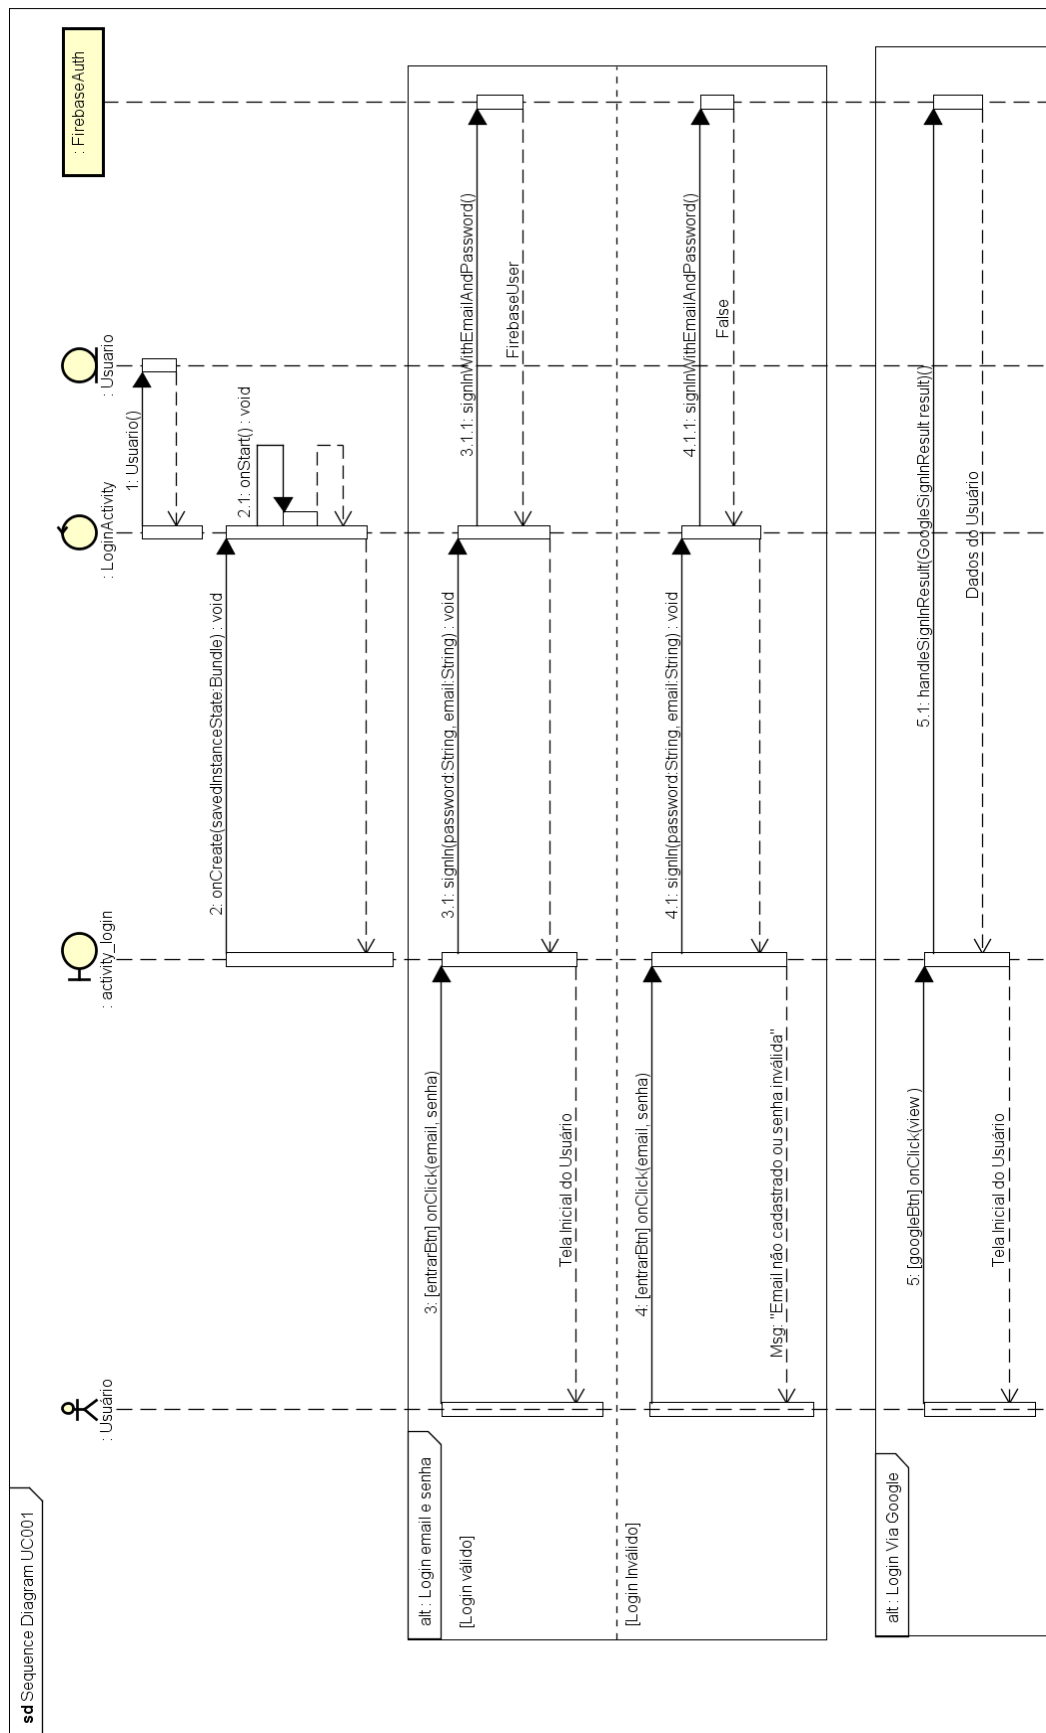 sd Sequence Diagram UC001
: Usuário
: activity_login
: LoginActivity
: Usuario
: FirebaseAuth
1: Usuario()
2: onCreate(savedInstanceState:Bundle) : void
2.1: onStart() : void
alt : Login email e senha
[Login válido]
3: [entrarBtn] onClick(email, senha)
3.1: signIn(password:String, email:String) : void
3.1.1: signInWithEmailAndPassword()
FirebaseUser
Tela Inicial do Usuário
[Login Inválido]
4: [entrarBtn] onClick(email, senha)
4.1: signIn(password:String, email:String) : void
4.1.1: signInWithEmailAndPassword()
False
Msg: "Email não cadastrado ou senha inválida"
alt : Login Via Google
5: [googleBtn] onClick(view )
5.1: handleSignInResult(GoogleSignInResult result)()
Dados do Usuário
Tela Inicial do Usuário